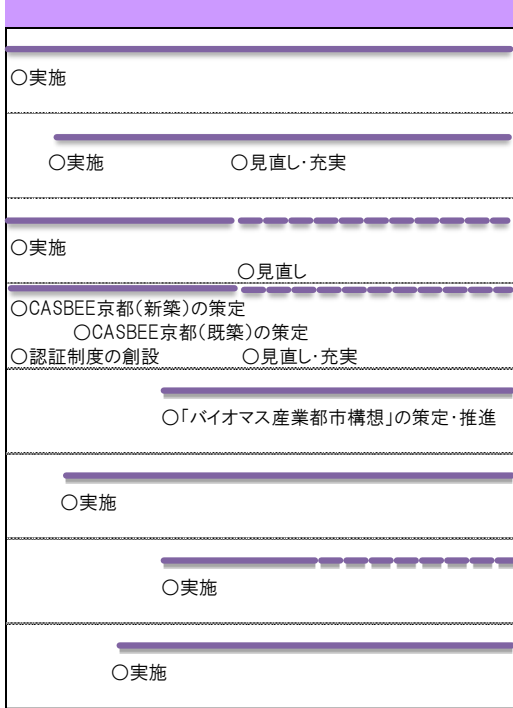 ○実施
○実施 ○見直し・充実
○実施
○見直し
○CASBEE京都(新築)の策定
○CASBEE京都(既築)の策定
○認証制度の創設 ○見直し・充実
○「バイオマス産業都市構想」の策定・推進
○実施
○実施
○実施